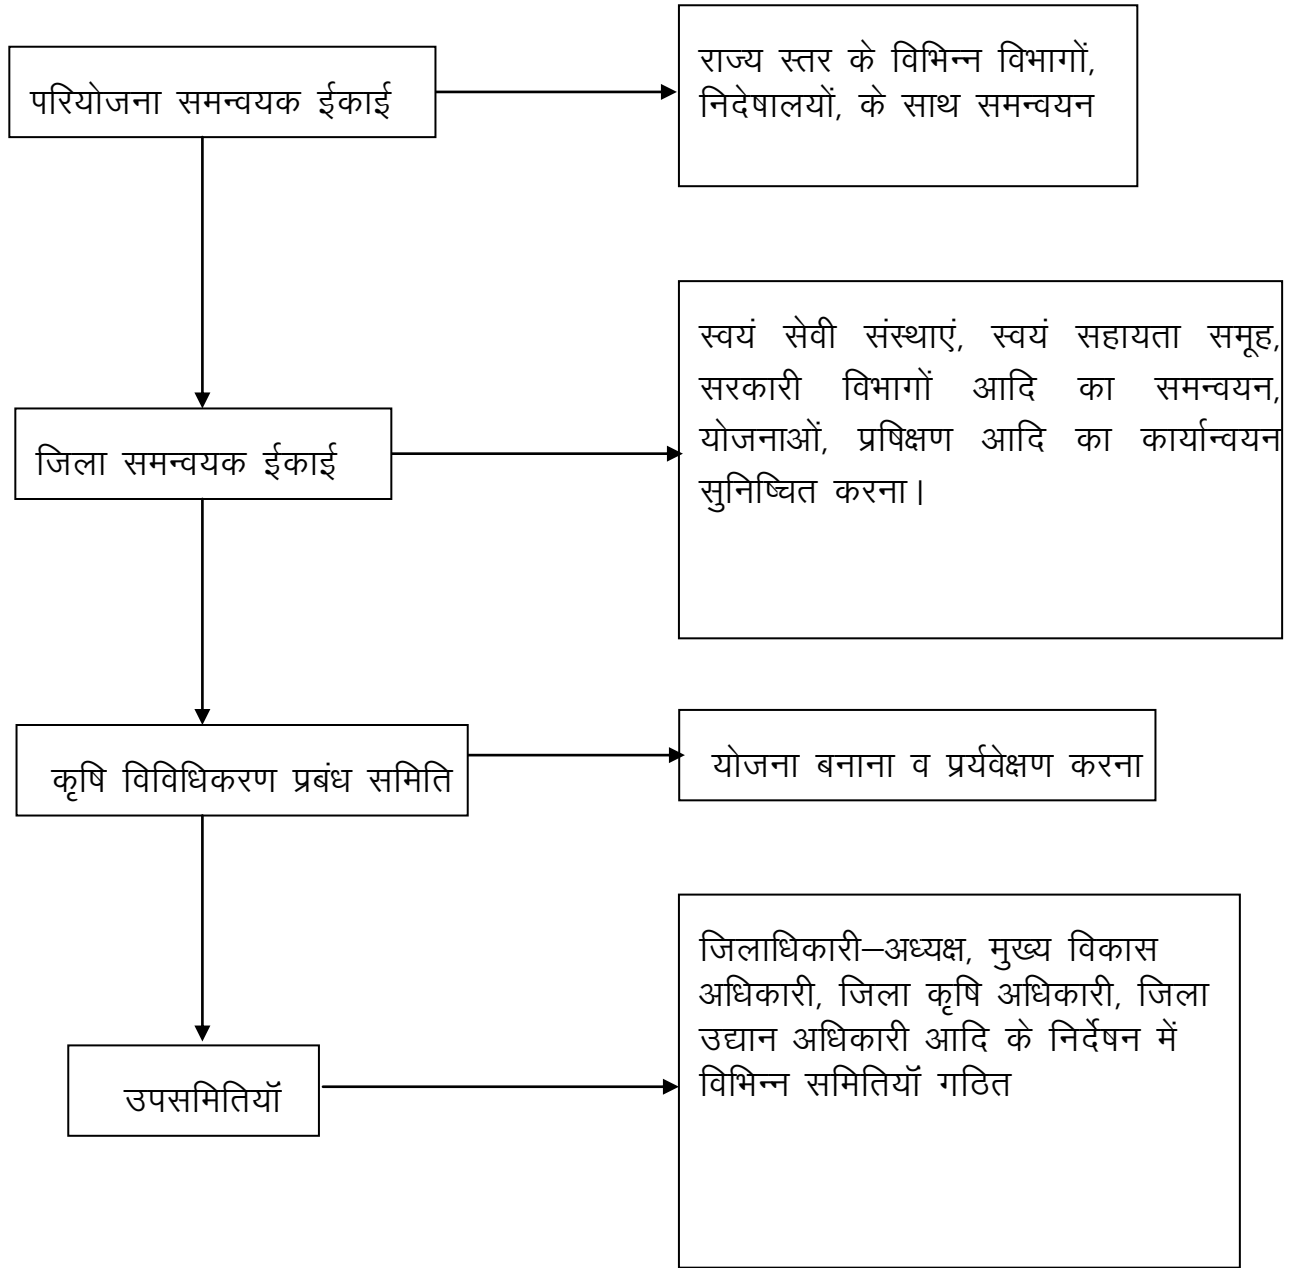 परियोजना समन्वयक ईकाई
राज्य स्तर के विभिन्न विभागों,
निदेषालयों, के साथ समन्वयन
जिला समन्वयक ईकाई
स्वयं सेवी संस्थाएं, स्वयं सहायता समूह,
सरकारी विभागों आदि का समन्वयन,
योजनाओं, प्रषिक्षण आदि का कार्यान्वयन
सुनिष्चित करना।
कृषि विविधिकरण प्रबंध समिति
योजना बनाना व प्रर्यवेक्षण करना
उपसमितियॉ
जिलाधिकारी–अध्यक्ष, मुख्य विकास
अधिकारी, जिला कृषि अधिकारी, जिला
उद्यान अधिकारी आदि के निर्देषन में
विभिन्न समितियॉं गठित